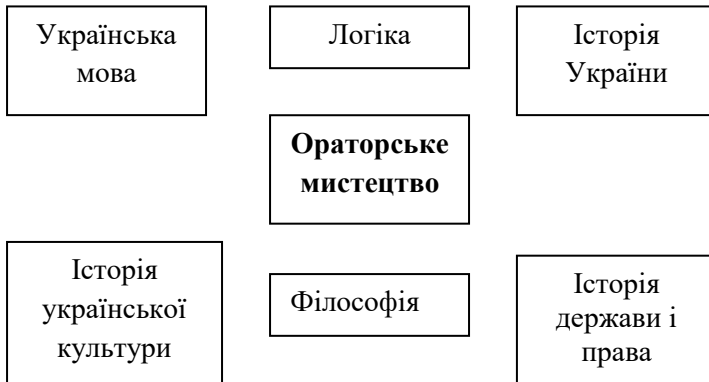 Українська
мова
Логіка
Історія
України
Ораторське
мистецтво
Історія
української
культури
Філософія
Історія
держави і
права